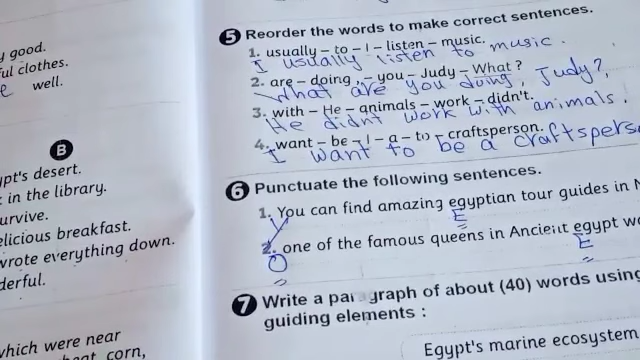 y good.
ful clothes.
e well.
B
ypt's desert.
in the library.
urvive.
elicious breakfast.
wrote everything down.
derful.
which were near
corn,
5 Reorder the words to make correct sentences.
1. usually – to – I – listen – music.
I usually listen to music.
2. are – doing, – you – Judy – What ?
What are you doing, Judy?
3. with – He – animals – work – didn't.
He didnt work with animals.
4. want – be – I – a – to – craftsperson.
I want to be a craftsperso
6 Punctuate the following sentences.
1. You can find amazing egyptian tour guides in
Y E
2. one of the famous queens in Ancient egypt w
O E
7 Write a paragraph of about (40) words using
guiding elements :
Egypt's marine ecosystem